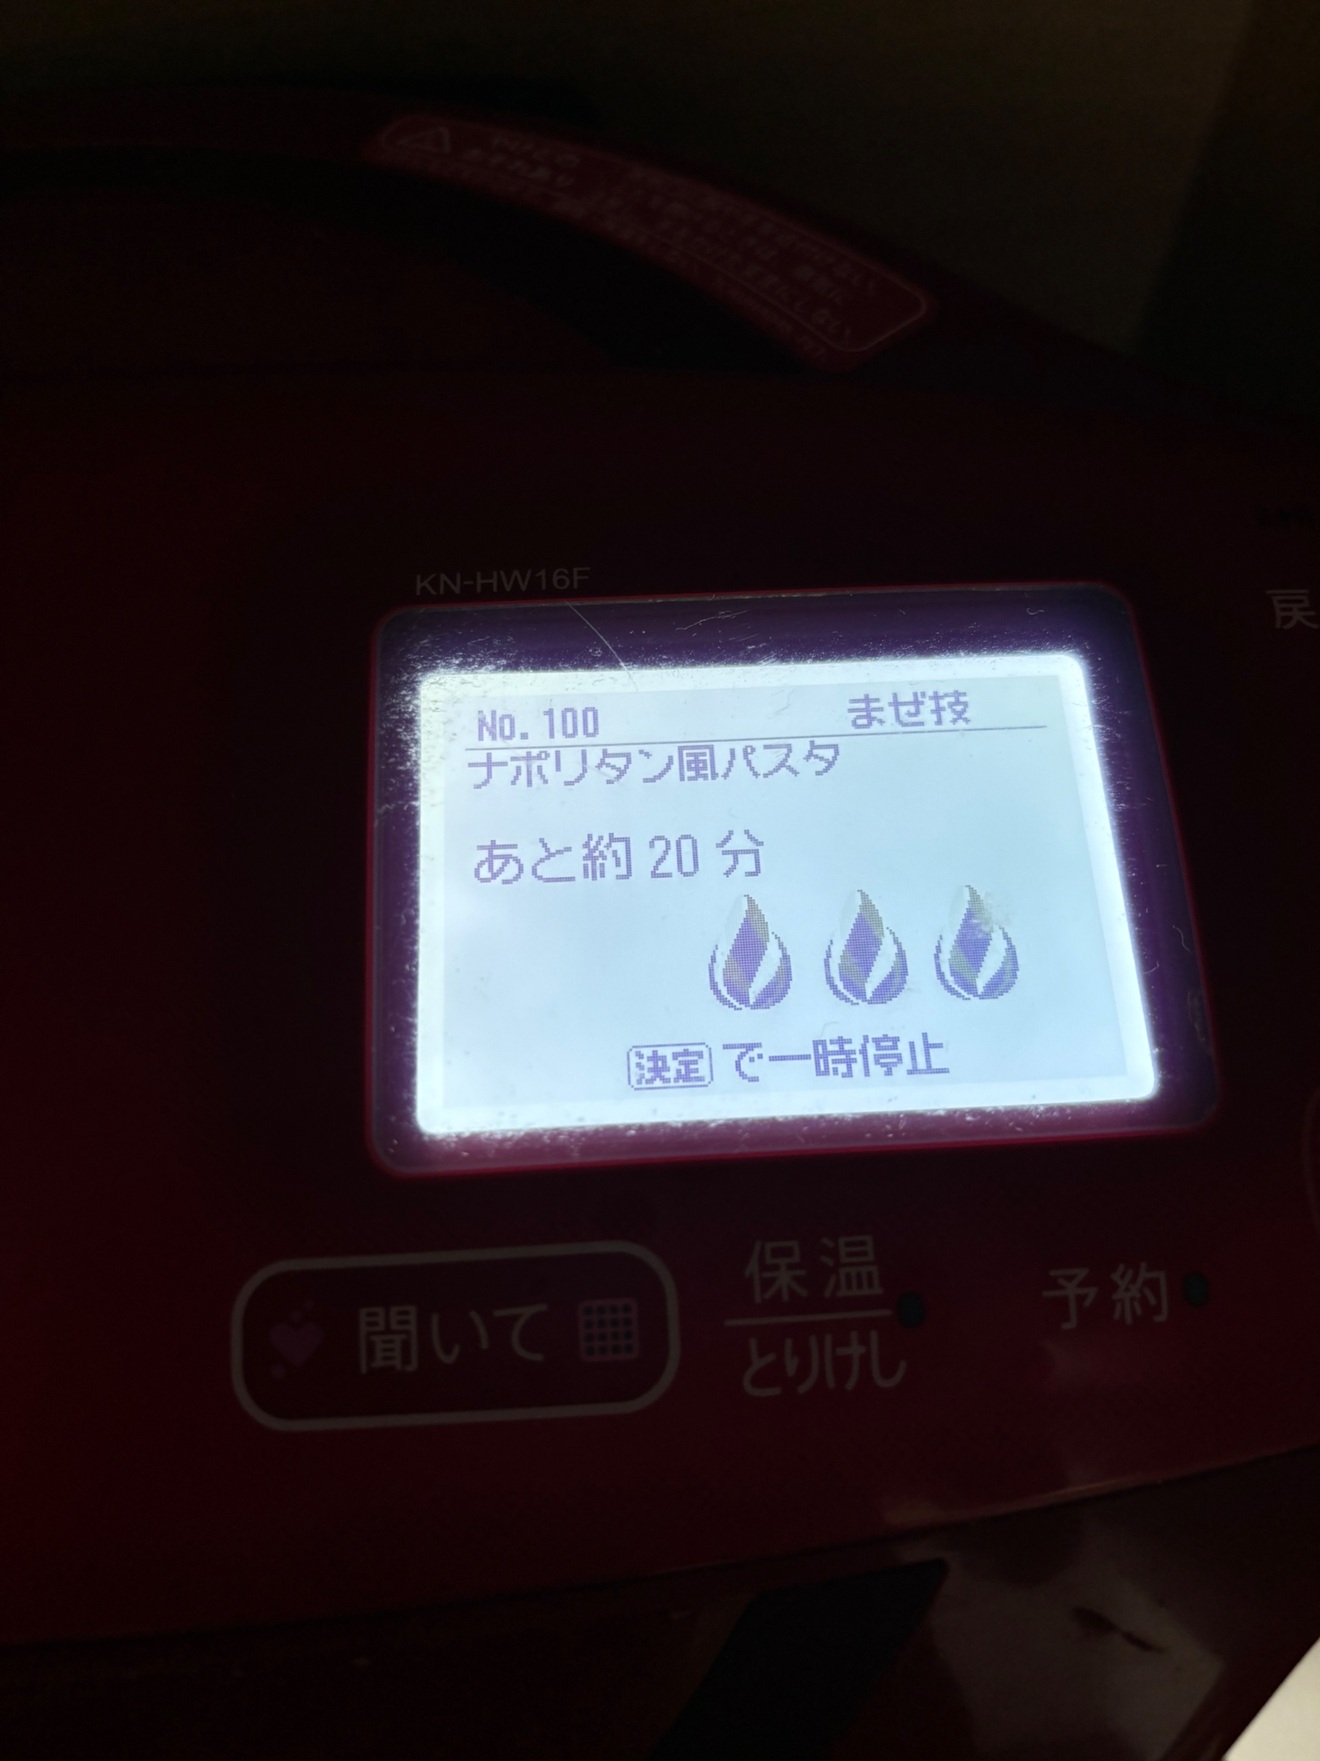 KN-HW16F
戻
No.100 まぜ技
ナポリタン風パスタ
あと約 20 分
決定 で一時停止
聞いて
保温
とりけし
予約